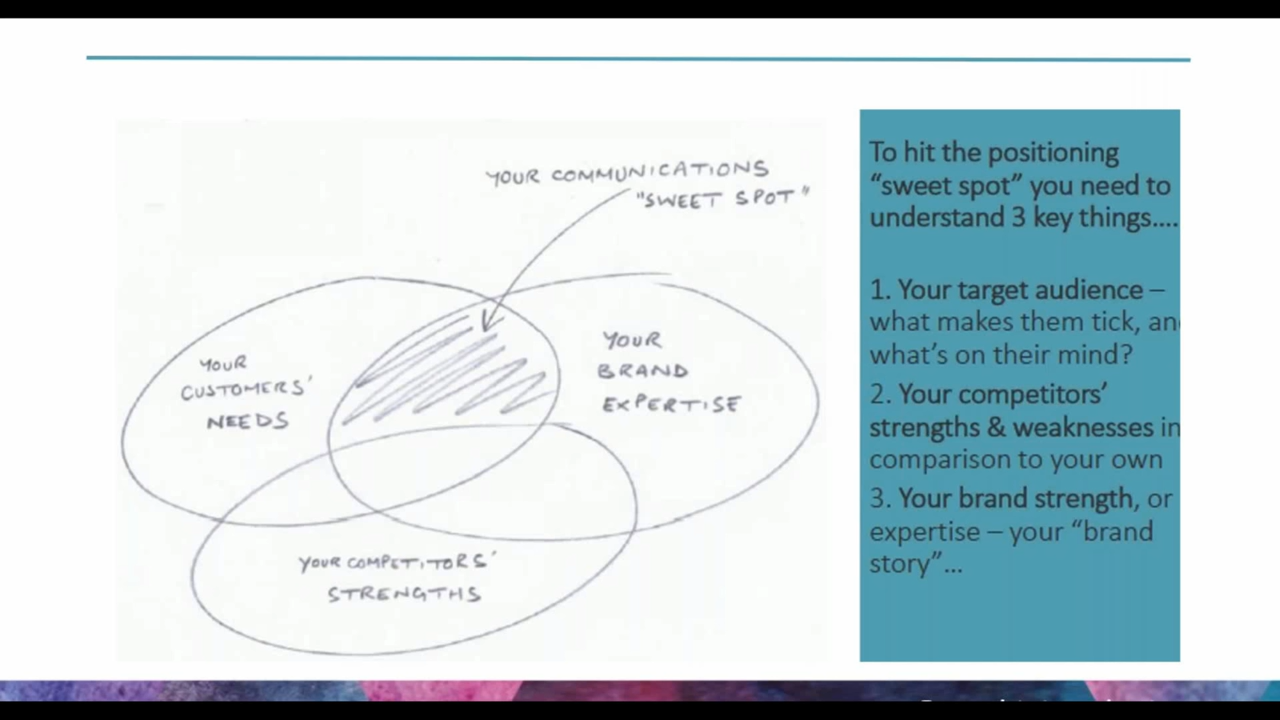 YOUR COMMUNICATIONS
"SWEET SPOT"
YOUR
CUSTOMERS'
NEEDS
YOUR
BRAND
EXPERTISE
YOUR COMPETITORS'
STRENGTHS
To hit the positioning
“sweet spot” you need to
understand 3 key things....
1. Your target audience –
what makes them tick, an
what’s on their mind?
2. Your competitors’
strengths & weaknesses in
comparison to your own
3. Your brand strength, or
expertise – your “brand
story”...